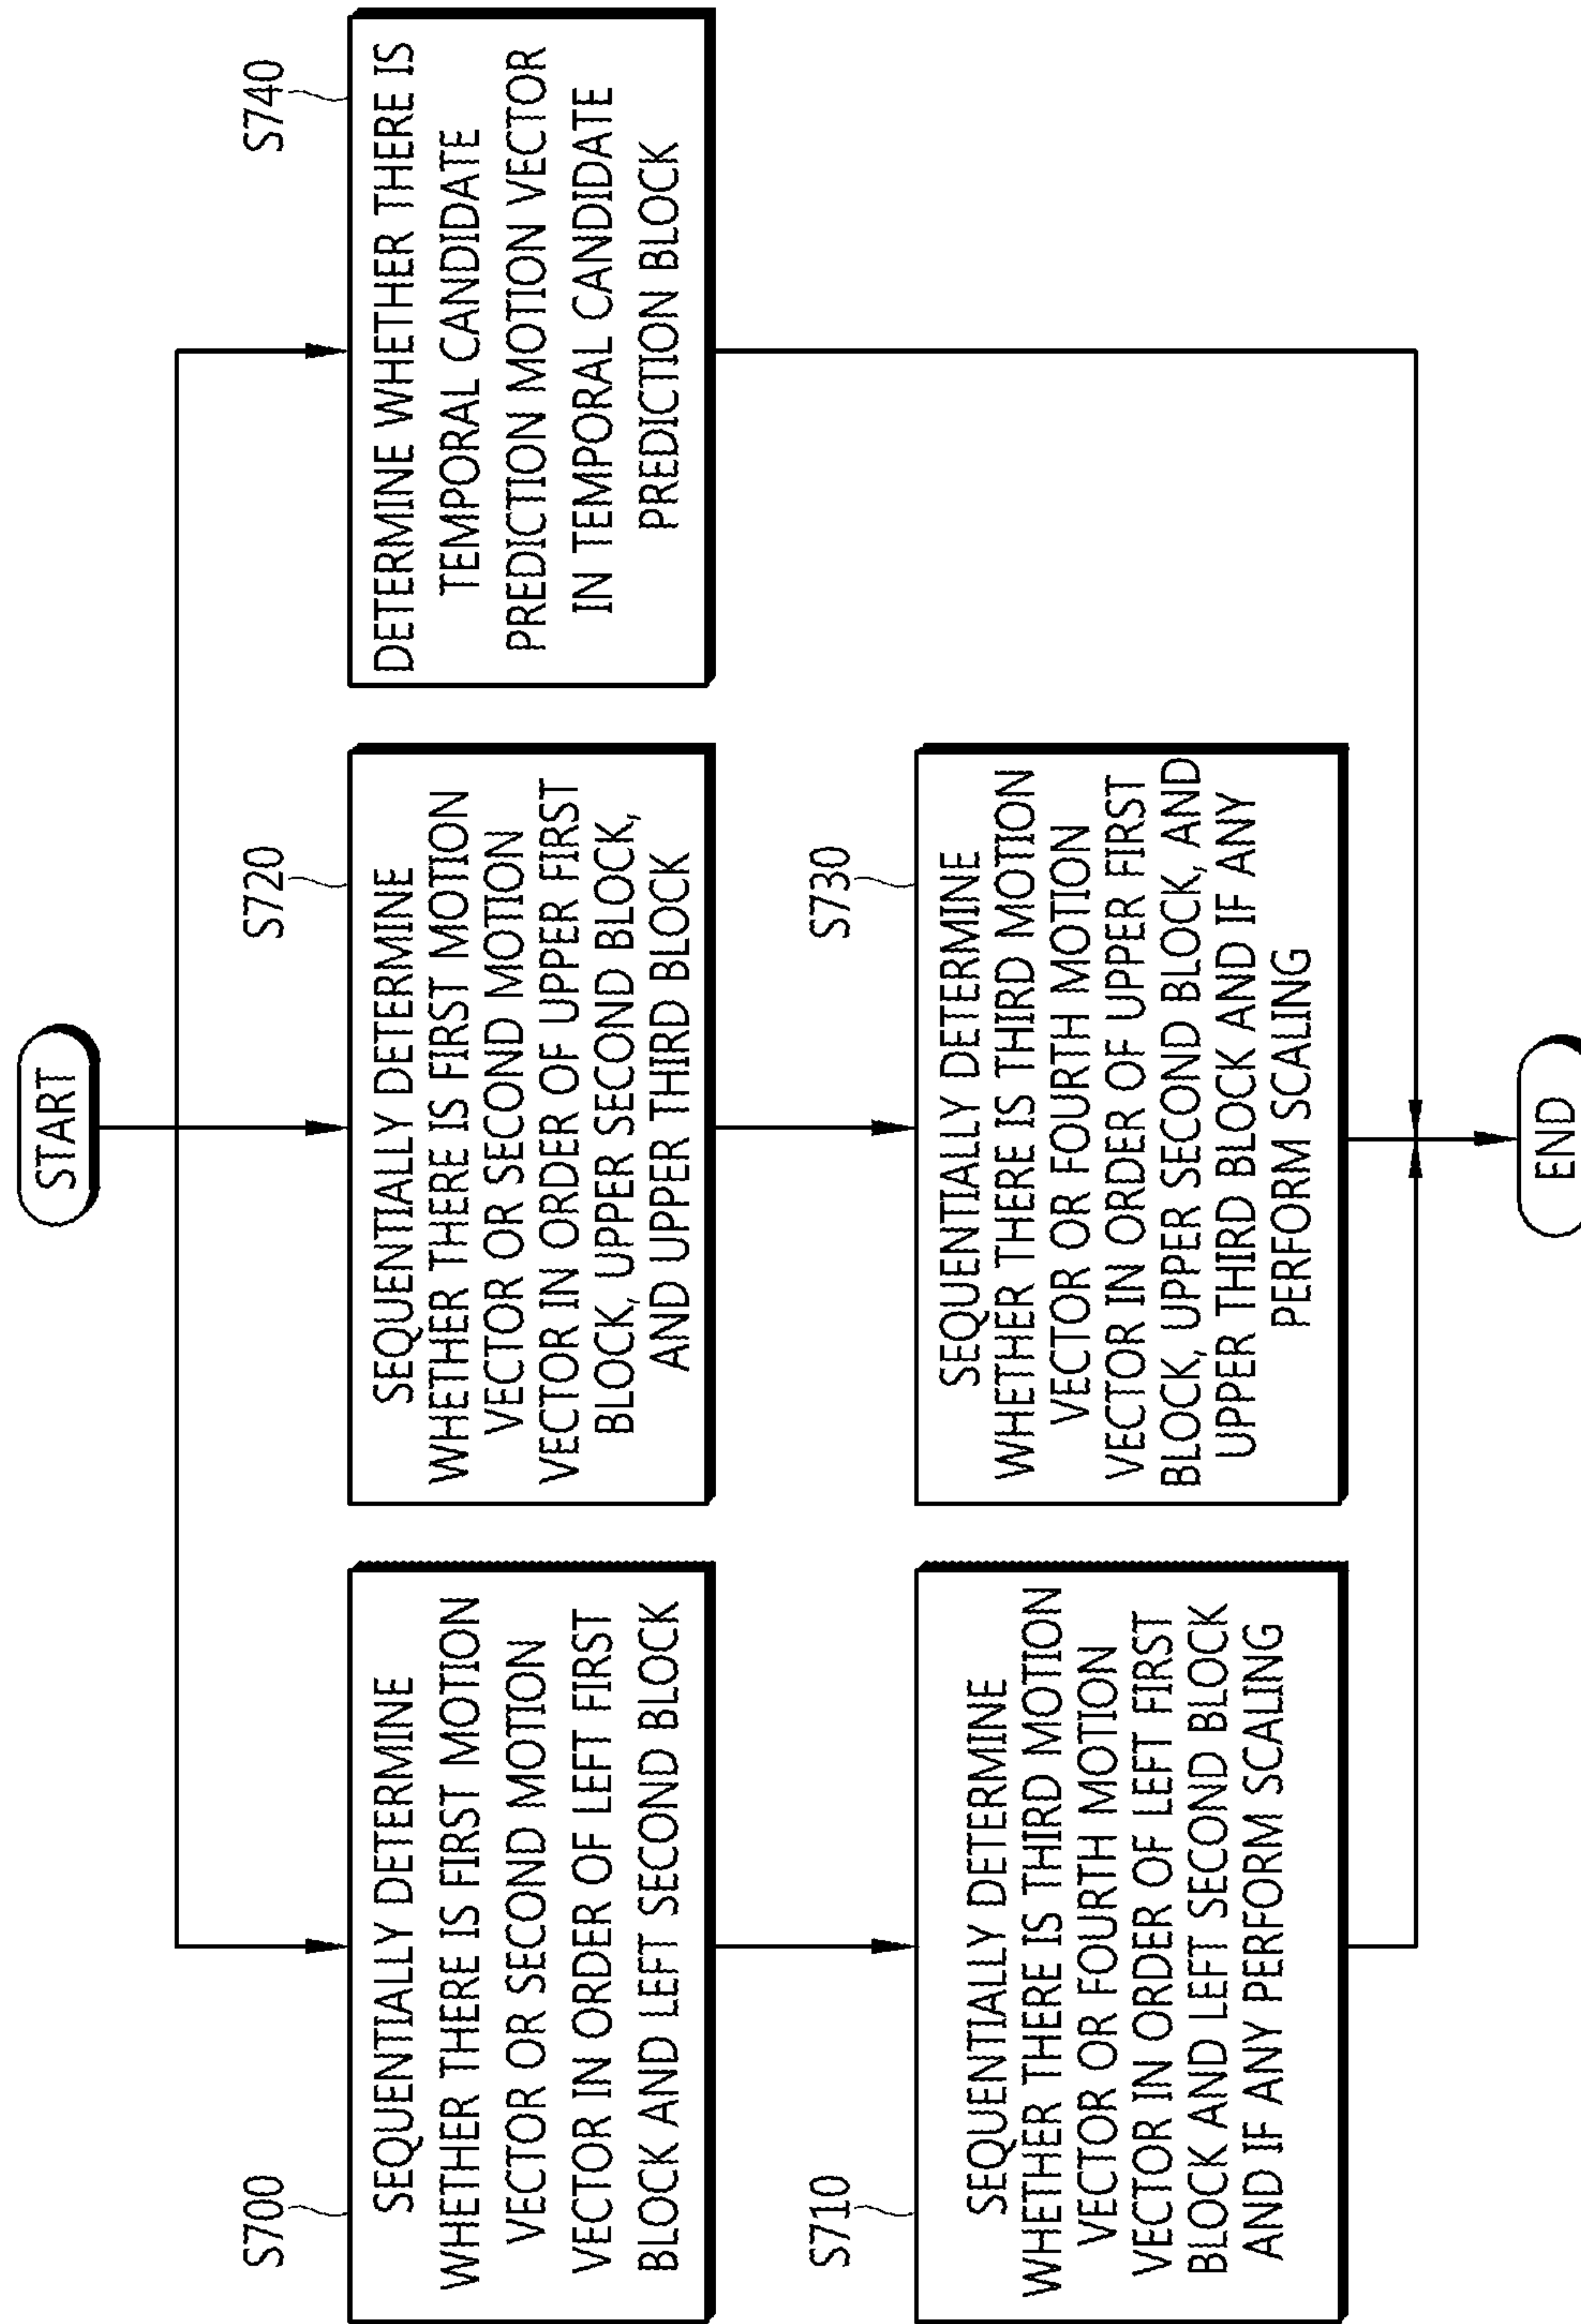 START
S700
SEQUENTIALLY DETERMINE
WHETHER THERE IS FIRST MOTION
VECTOR OR SECOND MOTION
VECTOR IN ORDER OF LEFT FIRST
BLOCK AND LEFT SECOND BLOCK
S720
SEQUENTIALLY DETERMINE
WHETHER THERE IS FIRST MOTION
VECTOR OR SECOND MOTION
VECTOR IN ORDER OF UPPER FIRST
BLOCK, UPPER SECOND BLOCK,
AND UPPER THIRD BLOCK
S740
DETERMINE WHETHER THERE IS
TEMPORAL CANDIDATE
PREDICTION MOTION VECTOR
IN TEMPORAL CANDIDATE
PREDICTION BLOCK
S710
SEQUENTIALLY DETERMINE
WHETHER THERE IS THIRD MOTION
VECTOR OR FOURTH MOTION
VECTOR IN ORDER OF LEFT FIRST
BLOCK AND LEFT SECOND BLOCK
AND IF ANY PERFORM SCALING
S730
SEQUENTIALLY DETERMINE
WHETHER THERE IS THIRD MOTION
VECTOR OR FOURTH MOTION
VECTOR IN ORDER OF UPPER FIRST
BLOCK, UPPER SECOND BLOCK, AND
UPPER THIRD BLOCK AND IF ANY
PERFORM SCALING
END